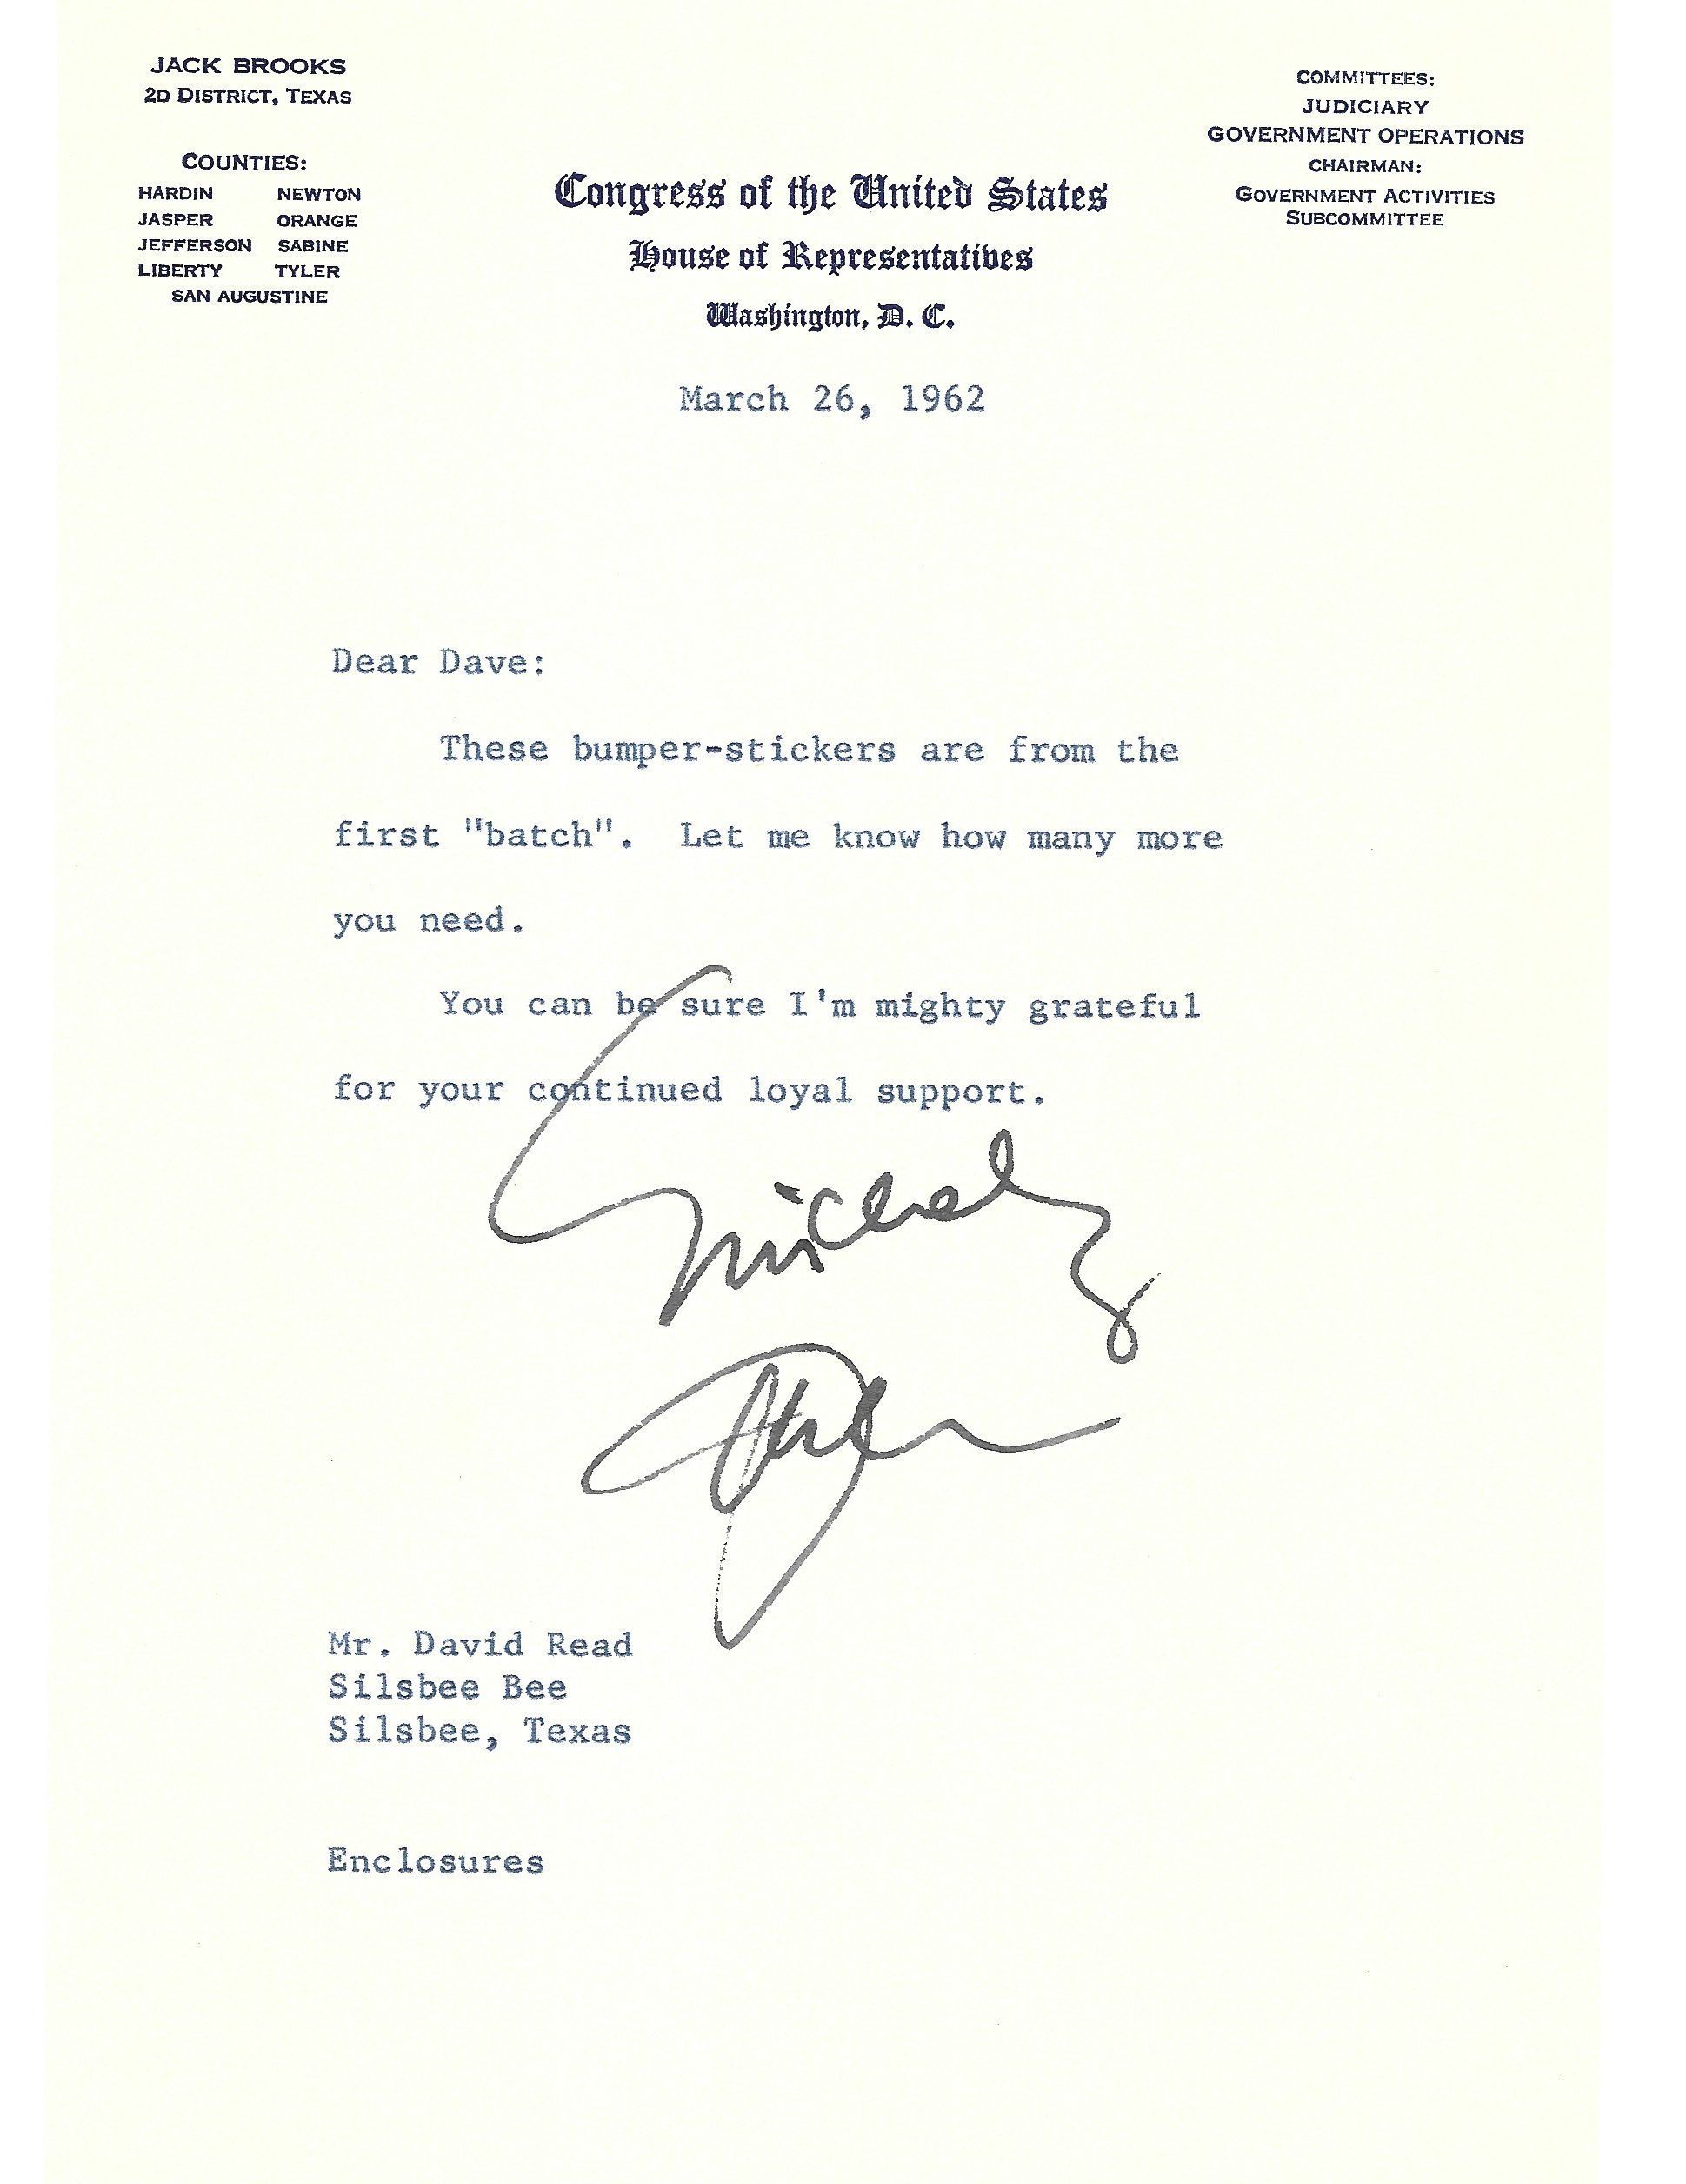 JACK BROOKS
2D DISTRICT, TEXAS
COUNTIES:
HARDIN NEWTON
JASPER ORANGE
JEFFERSON SABINE
LIBERTY TYLER
SAN AUGUSTINE
COMMITTEES:
JUDICIARY
GOVERNMENT OPERATIONS
CHAIRMAN:
GOVERNMENT ACTIVITIES
SUBCOMMITTEE
Congress of the United States
House of Representatives
Washington, D. C.
March 26, 1962
Dear Dave:
These bumper-stickers are from the
first "batch". Let me know how many more
you need.
You can be sure I'm mighty grateful
for your continued loyal support.
Sincerely
Mr. David Read
Silsbee Bee
Silsbee, Texas
Enclosures